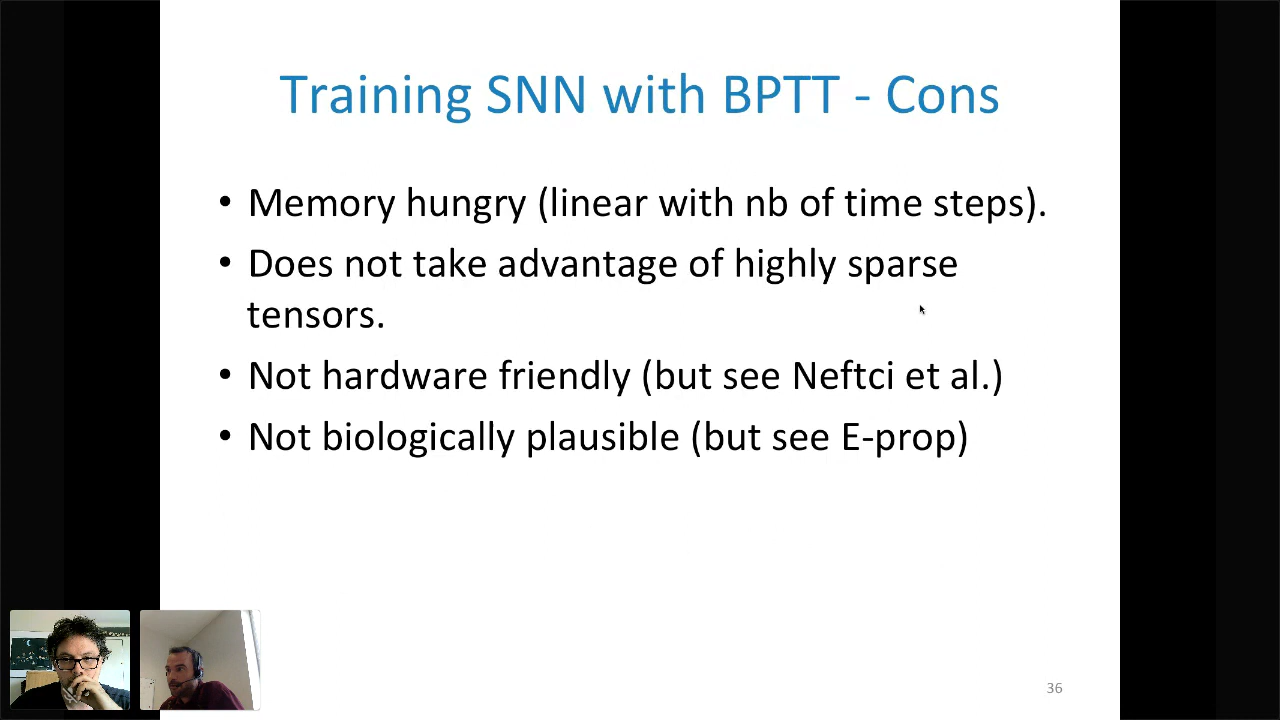 Training SNN with BPTT - Cons
• Memory hungry (linear with nb of time steps).
• Does not take advantage of highly sparse
tensors.
• Not hardware friendly (but see Neftci et al.)
• Not biologically plausible (but see E-prop)
36